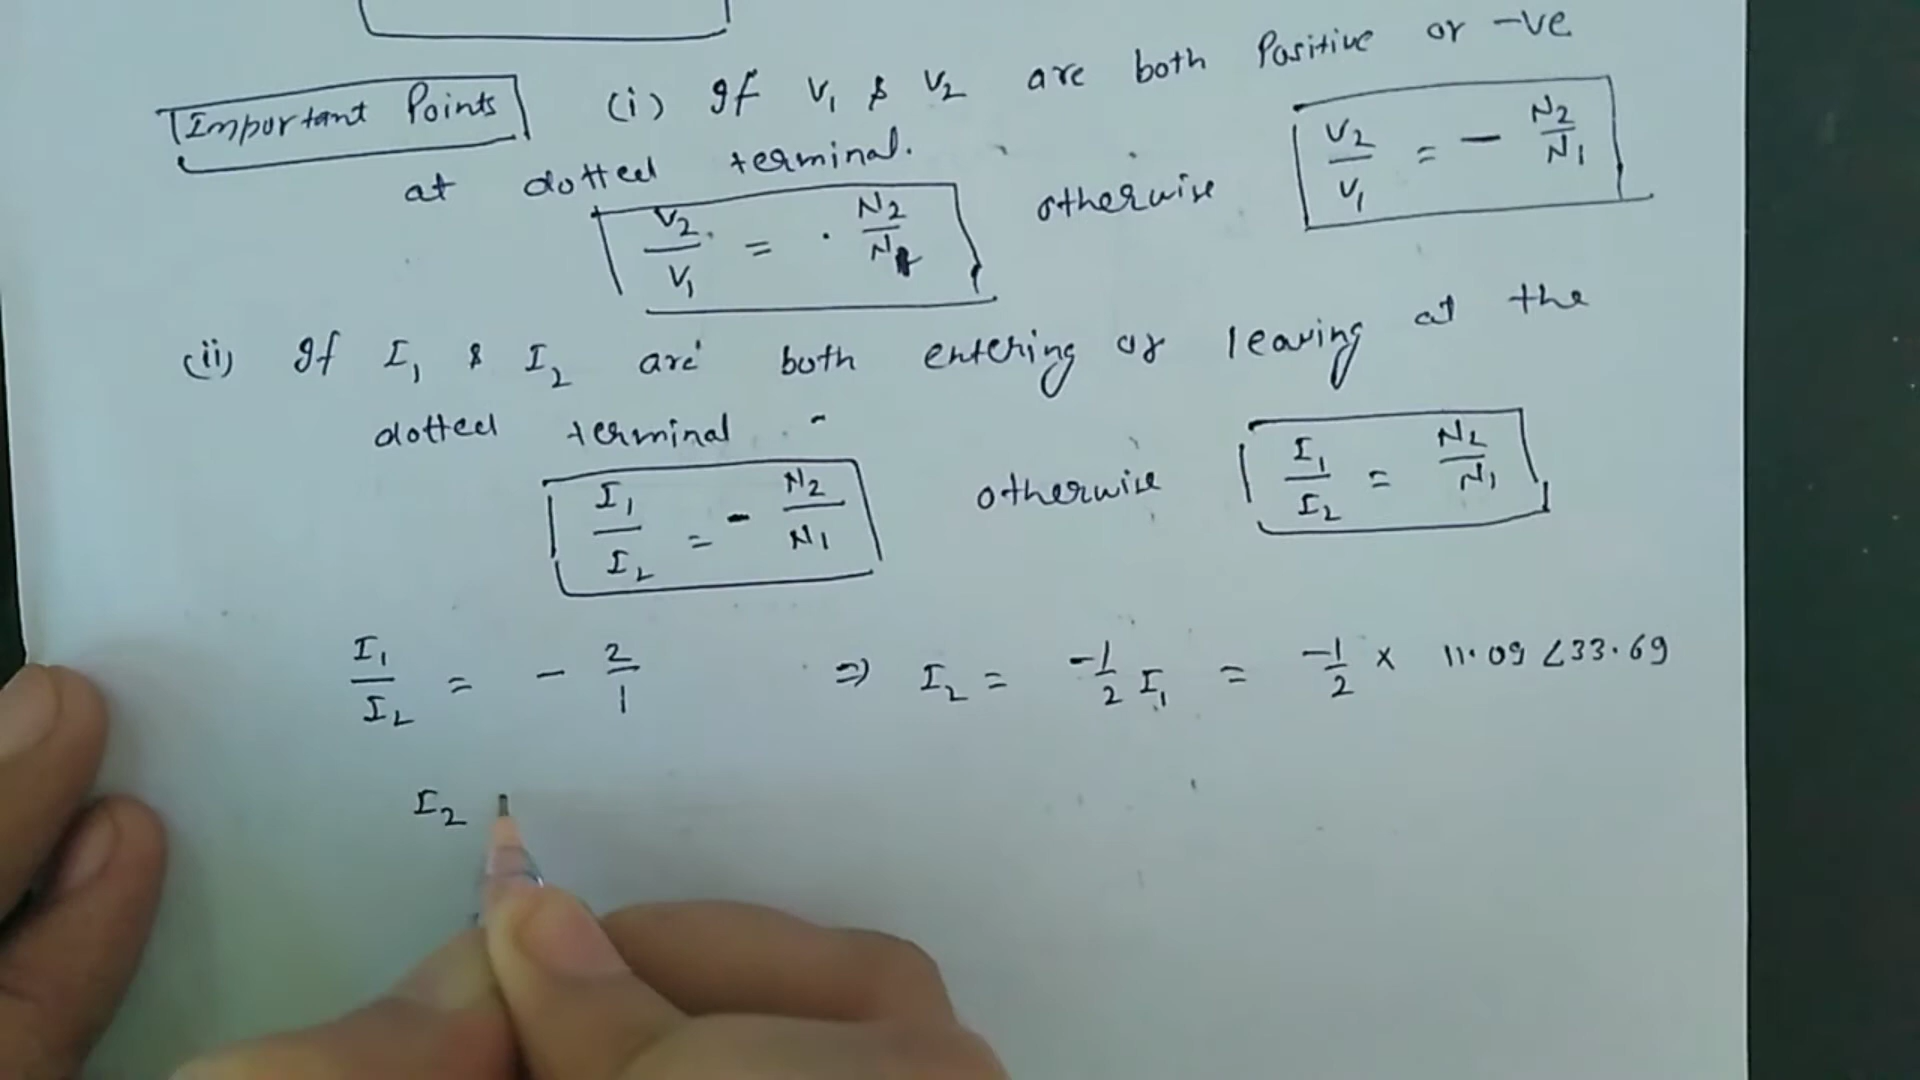 Important Points (i) If V1 & V2 are both Positive or -ve
at dotted terminal.
V2/V1 = N2/N1 otherwise V2/V1 = - N2/N1
(ii) If I1 & I2 are both entering or leaving at the
dotted terminal -
I1/I2 = - N2/N1 otherwise I1/I2 = N2/N1
I1/I2 = - 2/1 => I2 = -1/2 I1 = -1/2 × 11.09 ∠33.69
I2